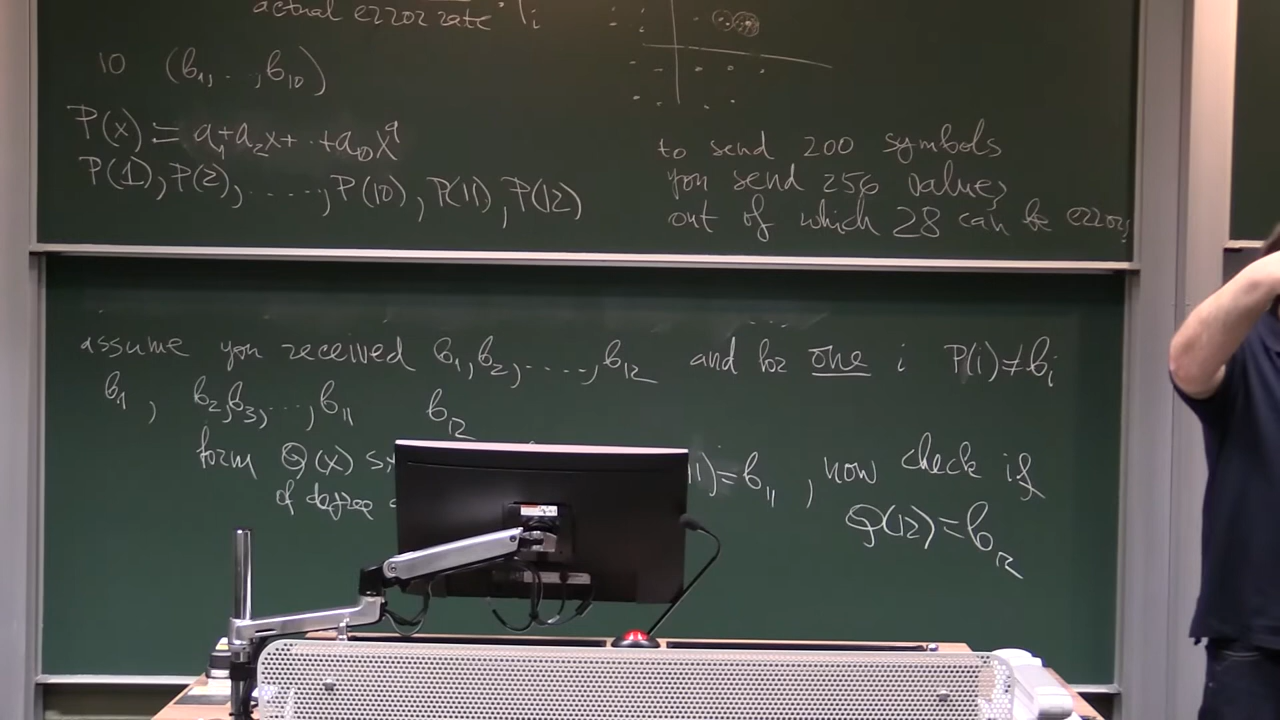 actual error rate
10 (b₁, .., b₁₀)
P(x) := a₁+a₂x+..+a₁₀x⁹
P(1), P(2), ....., P(10), P(11), P(12)
to send 200 symbols
you send 256 values
out of which 28 can be errors
assume you received b₁, b₂, ...., b₁₂ and for one i P(i)≠bᵢ
b₁, b₂, b₃, ..., b₁₁ b₁₂
form Q(x) 11)=b₁₁, now check if
of degree
Q(12)=b₁₂